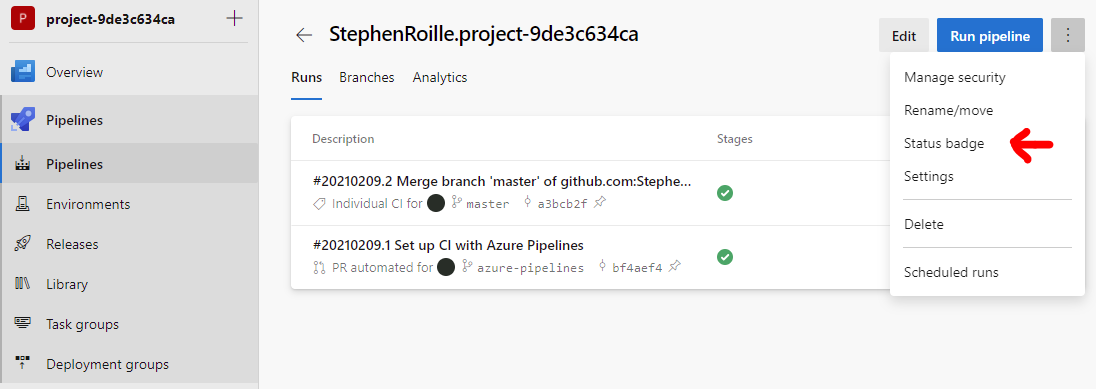 P project-9de3c634ca
Overview
Pipelines
Pipelines
Environments
Releases
Library
Task groups
Deployment groups
StephenRoille.project-9de3c634ca
Edit
Run pipeline
Runs Branches Analytics
Description Stages
#20210209.2 Merge branch 'master' of github.com:Stephe...
Individual CI for master a3bcb2f
#20210209.1 Set up CI with Azure Pipelines
PR automated for azure-pipelines bf4aef4
Manage security
Rename/move
Status badge
Settings
Delete
Scheduled runs